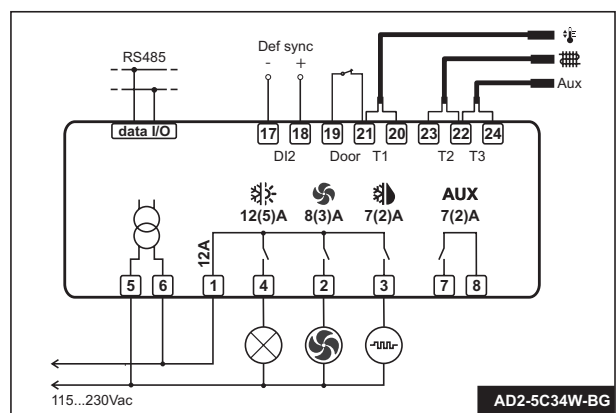 RS485
Def sync
- +
Aux
data I/O
17 18 19 21 20 23 22 24
DI2 Door T1 T2 T3
AUX
12(5)A 8(3)A 7(2)A 7(2)A
12A
5 6 1 4 2 3 7 8
115...230Vac
AD2-5C34W-BG